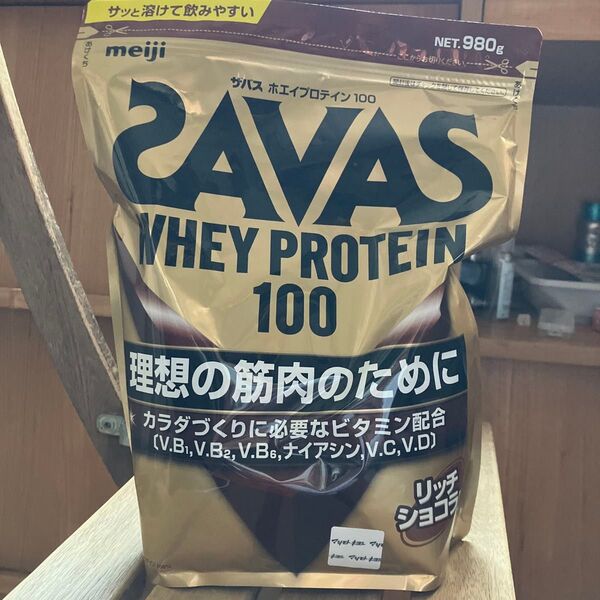 サッと溶けて飲みやすい
meiji
NET.980g
ザバス ホエイプロテイン100
SAVAS
WHEY PROTEIN
100
理想の筋肉のために
カラダづくりに必要なビタミン配合
〔V.B1,V.B2,V.B6,ナイアシン,V.C,V.D〕
リッチ
ショコラ